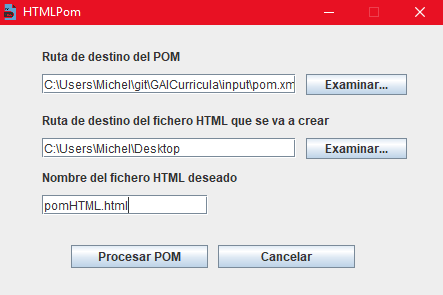 HTMLPom
Ruta de destino del POM
C:\Users\Michel\git\GAICurricula\input\pom.xm
Examinar...
Ruta de destino del fichero HTML que se va a crear
C:\Users\Michel\Desktop
Examinar...
Nombre del fichero HTML deseado
pomHTML.html
Procesar POM
Cancelar